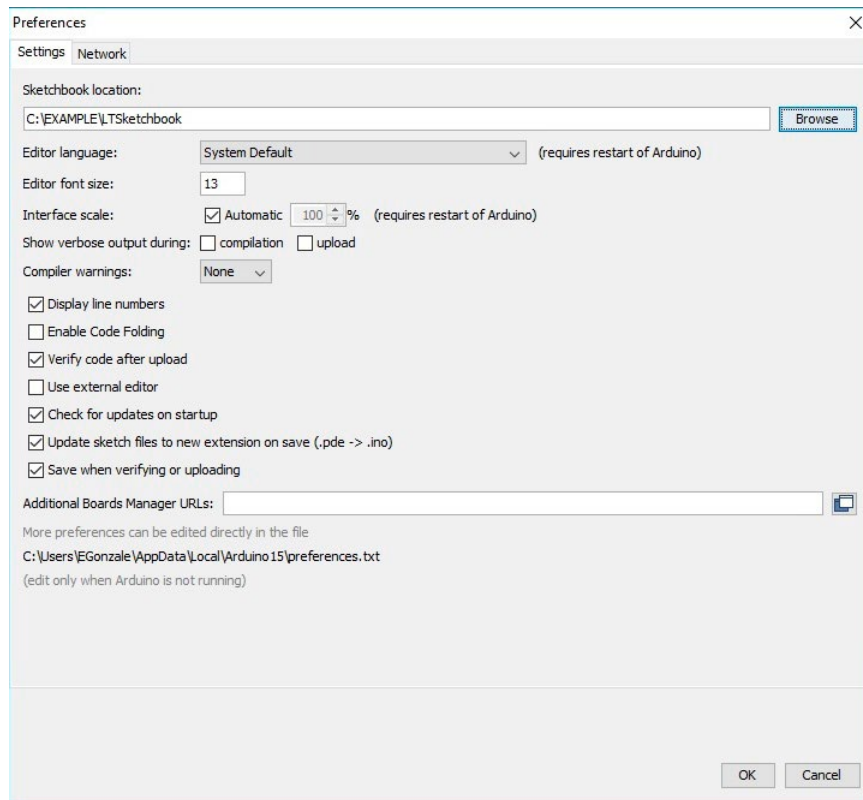 Preferences
Settings Network
Sketchbook location:
C:\EXAMPLE\LTSketchbook Browse
Editor language: System Default (requires restart of Arduino)
Editor font size: 13
Interface scale: Automatic 100 % (requires restart of Arduino)
Show verbose output during: compilation upload
Compiler warnings: None
Display line numbers
Enable Code Folding
Verify code after upload
Use external editor
Check for updates on startup
Update sketch files to new extension on save (.pde -> .ino)
Save when verifying or uploading
Additional Boards Manager URLs:
More preferences can be edited directly in the file
C:\Users\EGonzale\AppData\Local\Arduino15\preferences.txt
(edit only when Arduino is not running)
OK Cancel